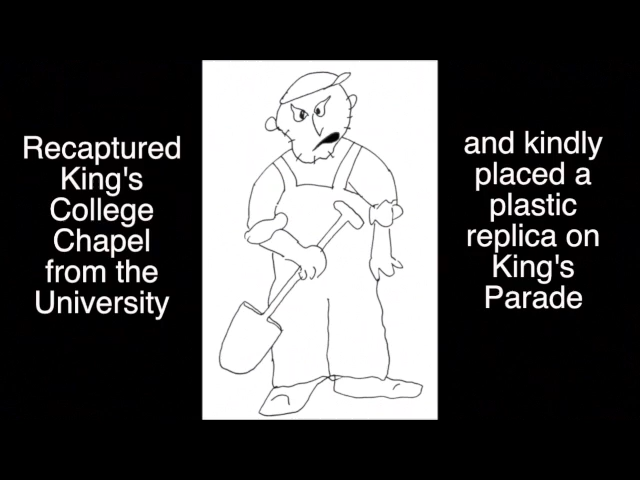 Recaptured
King's
College
Chapel
from the
University
and kindly
placed a
plastic
replica on
King's
Parade